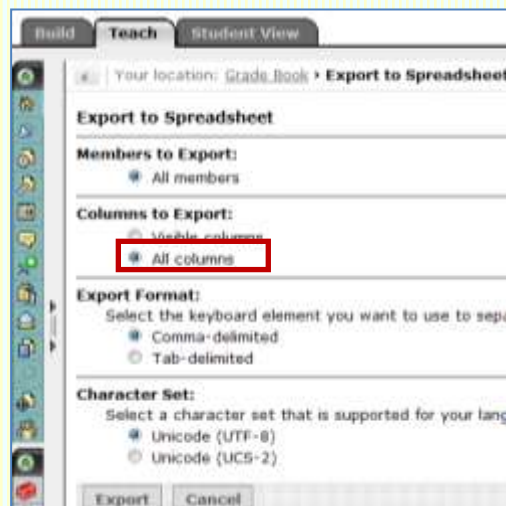 Build Teach Student View
Your location: Grade Book › Export to Spreadsheet
Export to Spreadsheet
Members to Export:
All members
Columns to Export:
Visible columns
All columns
Export Format:
Select the keyboard element you want to use to sepa
Comma-delimited
Tab-delimited
Character Set:
Select a character set that is supported for your lang
Unicode (UTF-8)
Unicode (UCS-2)
Export Cancel